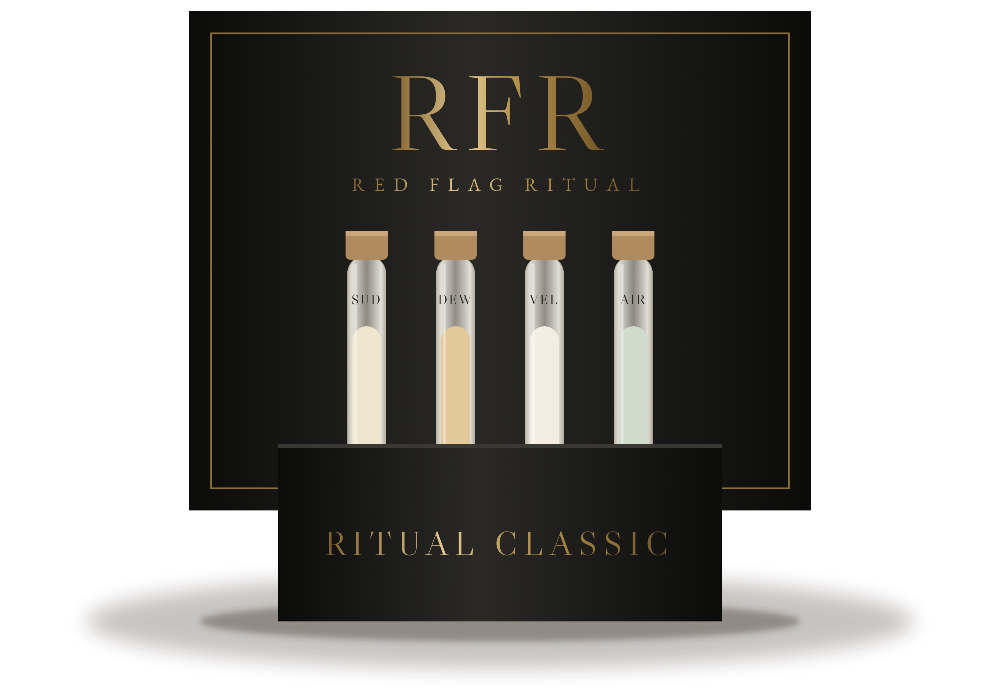 RFR
RED FLAG RITUAL
SUD DEW VEL AIR
RITUAL CLASSIC